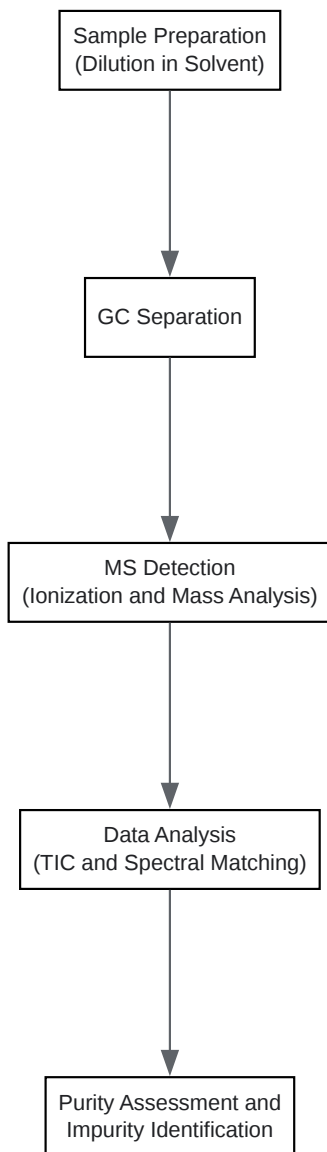 Sample Preparation
(Dilution in Solvent)
GC Separation
MS Detection
(Ionization and Mass Analysis)
Data Analysis
(TIC and Spectral Matching)
Purity Assessment and
Impurity Identification